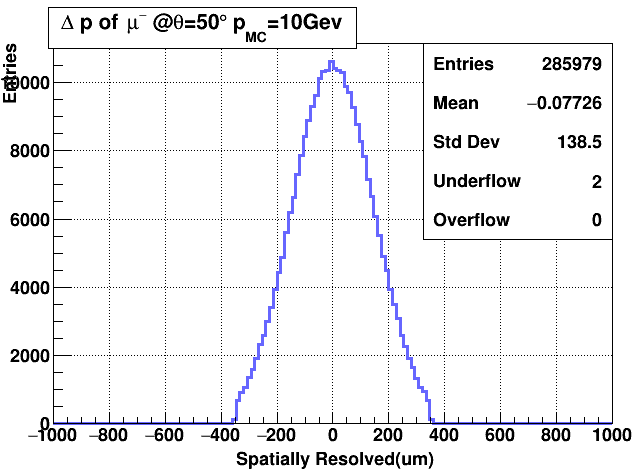 Δ p of μ⁻ @θ=50° p_MC=10Gev
Entries 285979
Mean −0.07726
Std Dev 138.5
Underflow 2
Overflow 0
Entries
10000
8000
6000
4000
2000
0
−1000 −800 −600 −400 −200 0 200 400 600 800 1000
Spatially Resolved(um)